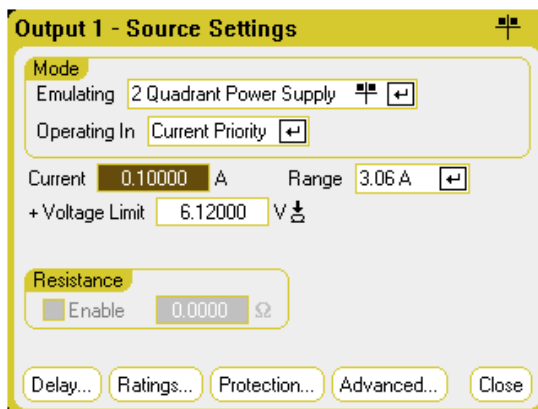 Output 1 - Source Settings
Mode
Emulating 2 Quadrant Power Supply
Operating In Current Priority
Current 0.10000 A Range 3.06 A
+ Voltage Limit 6.12000 V
Resistance
Enable 0.0000 Ω
Delay... Ratings... Protection... Advanced... Close